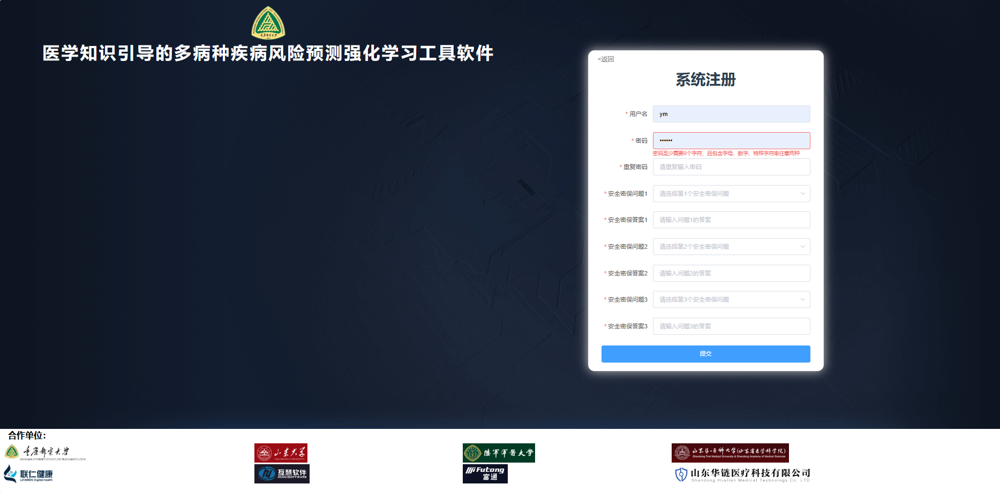 重庆邮电大学
医学知识引导的多病种疾病风险预测强化学习工具软件
<返回
系统注册
* 用户名
ym
* 密码
••••••
密码至少需要8个字符，且包含字母、数字、特殊字符串任意两种
* 重复密码
请重复输入密码
* 安全密保问题1
请选择第1个安全密保问题
* 安全密保答案1
请输入问题1的答案
* 安全密保问题2
请选择第2个安全密保问题
* 安全密保答案2
请输入问题2的答案
* 安全密保问题3
请选择第3个安全密保问题
* 安全密保答案3
请输入问题3的答案
提交
合作单位：
重庆邮电大学
CHONGQING UNIVERSITY OF POSTS AND TELECOMMUNICATIONS
山东大学
SHANDONG UNIVERSITY
陆军军医大学
山东第一医科大学(山东省医学科学院)
Shandong First Medical University & Shandong Academy of Medical Sciences
联仁健康
LIANREN Digital Health
互慧软件
HUHUISOFTWARE
Futong
富通
山东华链医疗科技有限公司
Shandong Hualian Medical Technology Co. LTD